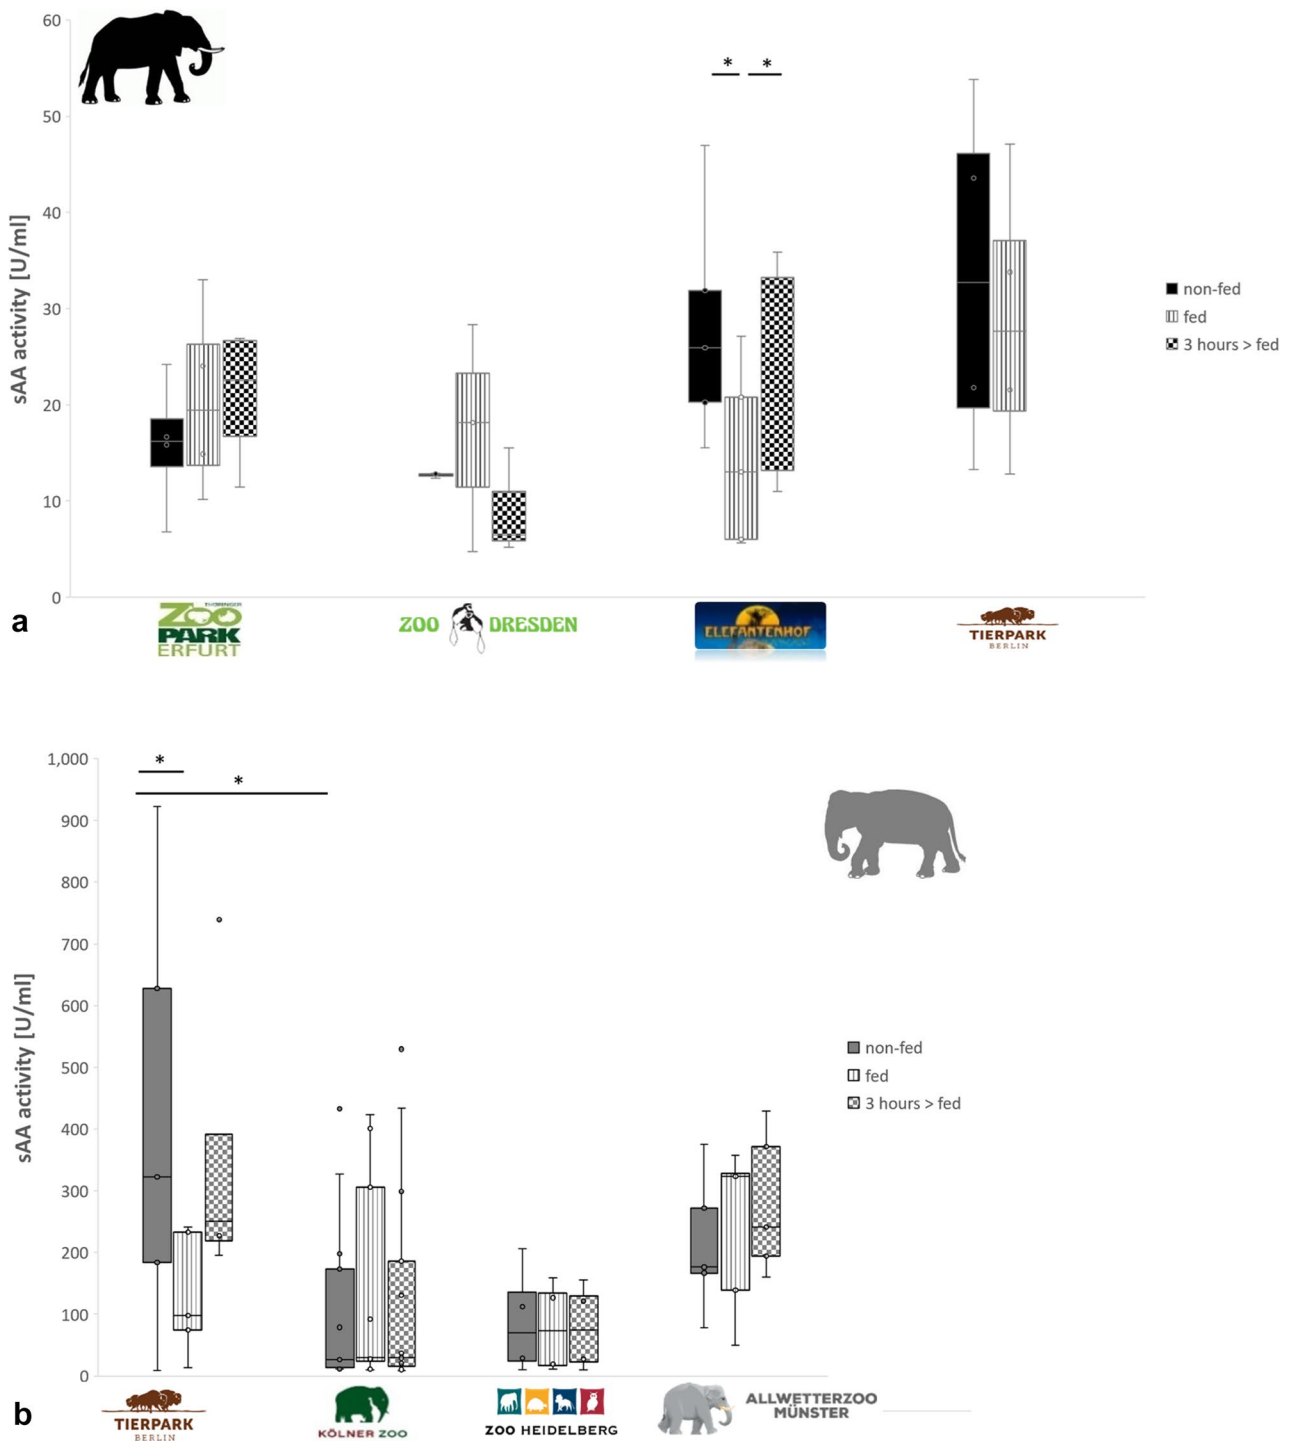 60
50
40
30
20
10
0
sAA activity [U/ml]
*
*
non-fed
fed
3 hours > fed
a
THÜRINGER
ZOO
PARK
ERFURT
ZOO DRESDEN
ELEFANTENHOF
TIERPARK
BERLIN
1,000
900
800
700
600
500
400
300
200
100
0
sAA activity [U/ml]
*
*
non-fed
fed
3 hours > fed
b
TIERPARK
BERLIN
KÖLNER ZOO
ZOO HEIDELBERG
ALLWETTERZOO
MÜNSTER